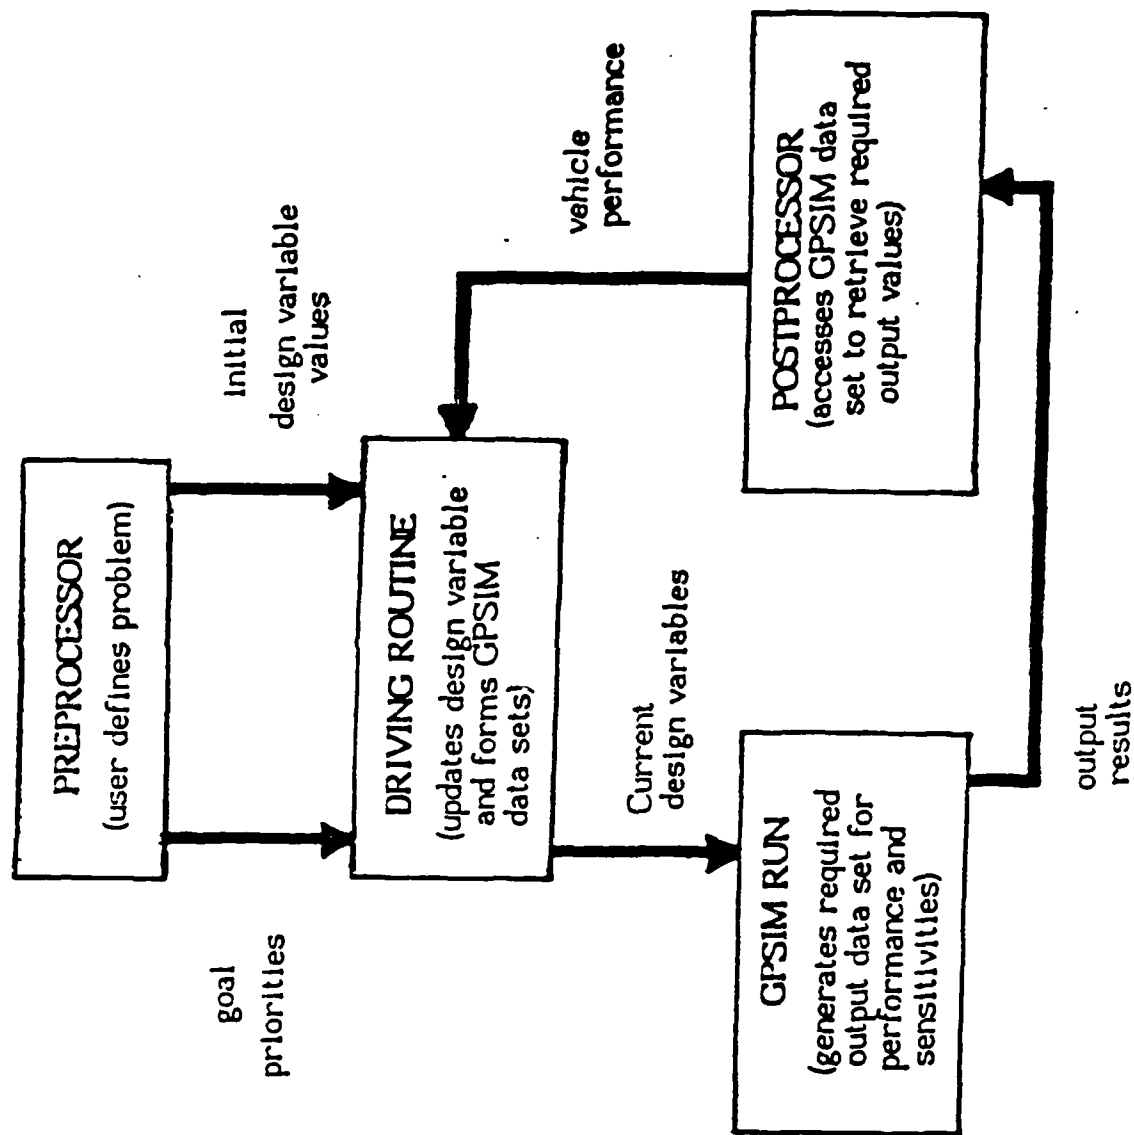 PREPROCESSOR
(user defines problem)
goal
priorities
Initial
design variable
values
DRIVING ROUTINE
(updates design variable
and forms GPSIM
data sets)
vehicle
performance
Current
design variables
GPSIM RUN
(generates required
output data set for
performance and
sensitivities)
POSTPROCESSOR
(accesses GPSIM data
set to retrieve required
output values)
output
results